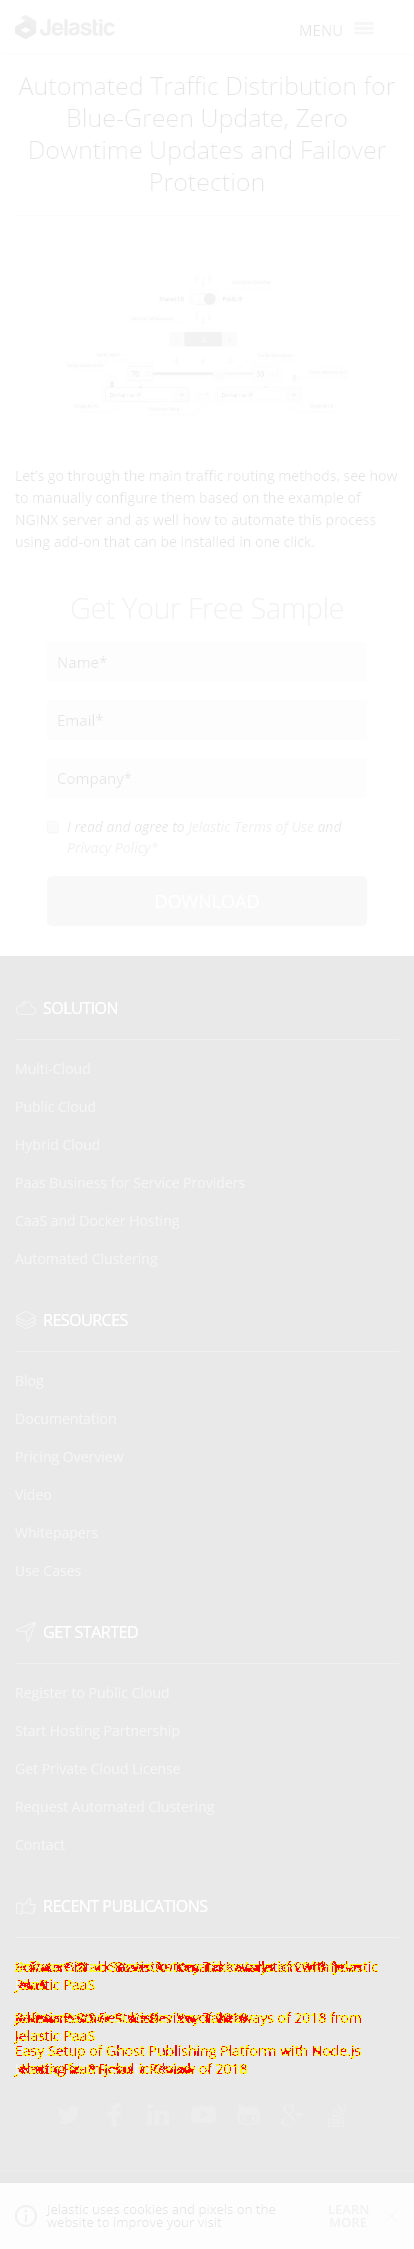 Jelastic
MENU
Automated Traffic Distribution for
Blue-Green Update, Zero
Downtime Updates and Failover
Protection
Let's go through the main traffic routing methods, see how
to manually configure them based on the example of
NGINX server and as well how to automate this process
using add-on that can be installed in one click.
Get Your Free Sample
Name*
Email*
Company*
I read and agree to Jelastic Terms of Use and
Privacy Policy*
DOWNLOAD
SOLUTION
Multi-Cloud
Public Cloud
Hybrid Cloud
Paas Business for Service Providers
CaaS and Docker Hosting
Automated Clustering
RESOURCES
Blog
Documentation
Pricing Overview
Video
Whitepapers
Use Cases
GET STARTED
Register to Public Cloud
Start Hosting Partnership
Get Private Cloud License
Request Automated Clustering
Contact
RECENT PUBLICATIONS
Jelastic
Jelastic PaaS
of 2018 from
Jelastic PaaS
Easy Setup of Ghost Publishing Platform with Node.js
of 2018
Jelastic uses cookies and pixels on the
website to improve your visit
LEARN
MORE